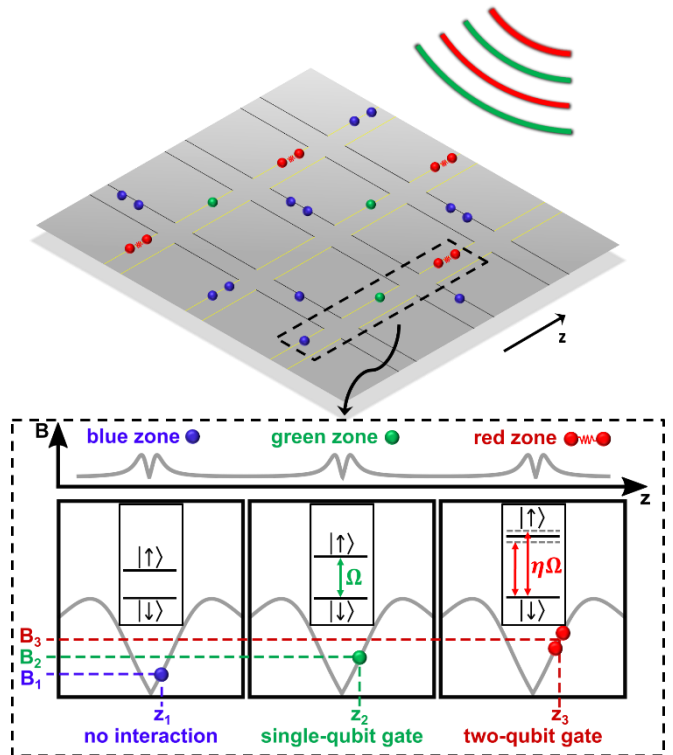 z
B
blue zone
green zone
red zone
z
|↑⟩
|↓⟩
|↑⟩
Ω
|↓⟩
|↑⟩
ηΩ
|↓⟩
B₃
B₂
B₁
z₁
z₂
z₃
no interaction
single-qubit gate
two-qubit gate